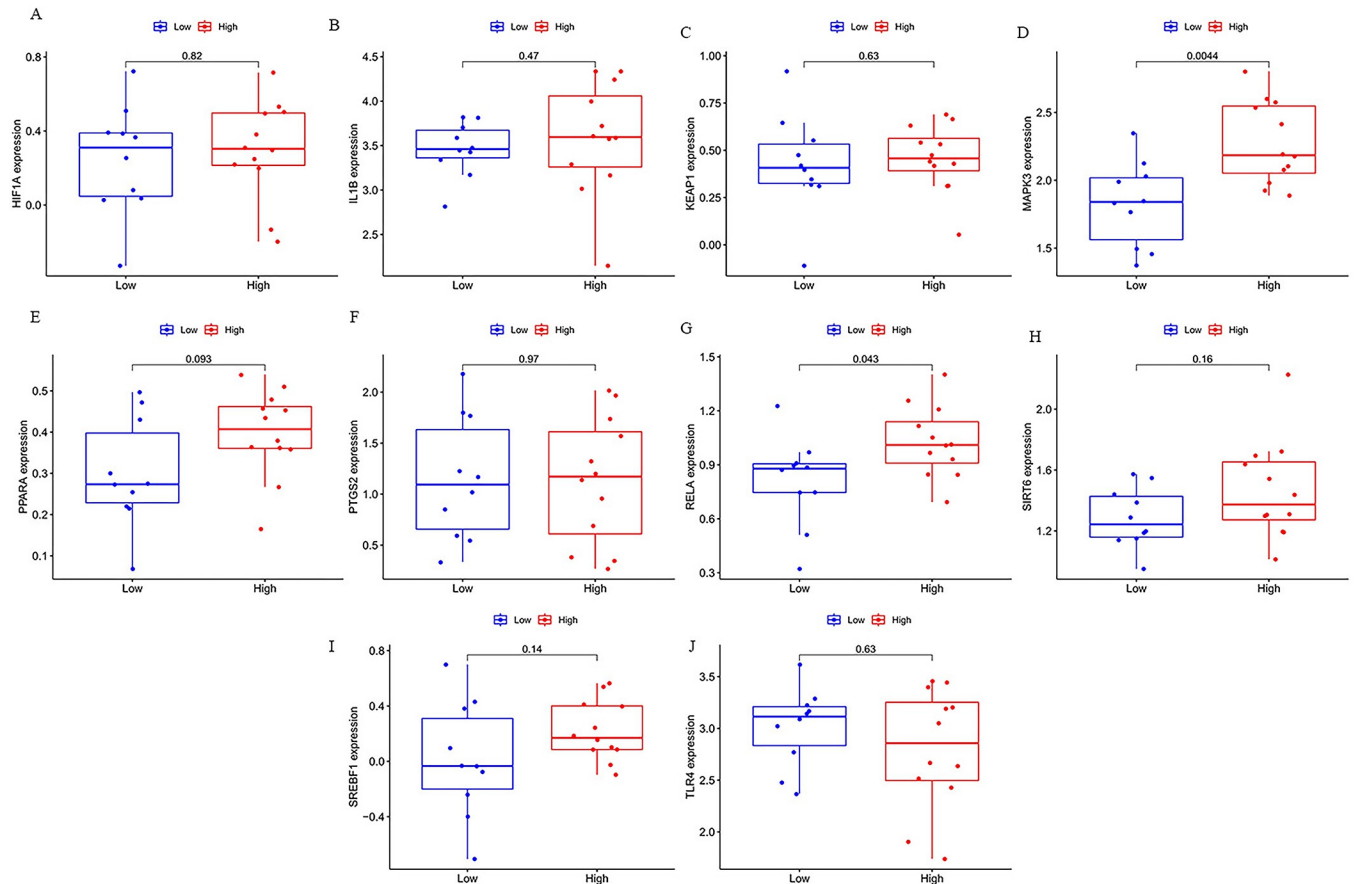 A
Low High
0.82
0.8
0.4
0.0
HIF1A expression
Low High
B
Low High
0.47
4.5
4.0
3.5
3.0
2.5
IL1B expression
Low High
C
Low High
0.63
1.00
0.75
0.50
0.25
0.00
KEAP1 expression
Low High
D
Low High
0.0044
2.5
2.0
1.5
MAPK3 expression
Low High
E
Low High
0.093
0.5
0.4
0.3
0.2
0.1
PPARA expression
Low High
F
Low High
0.97
2.0
1.5
1.0
0.5
PTGS2 expression
Low High
G
Low High
0.043
1.5
1.2
0.9
0.6
0.3
RELA expression
Low High
H
Low High
0.16
2.0
1.6
1.2
SIRT6 expression
Low High
I
Low High
0.14
0.8
0.4
0.0
−0.4
SREBF1 expression
Low High
J
Low High
0.63
3.5
3.0
2.5
2.0
TLR4 expression
Low High